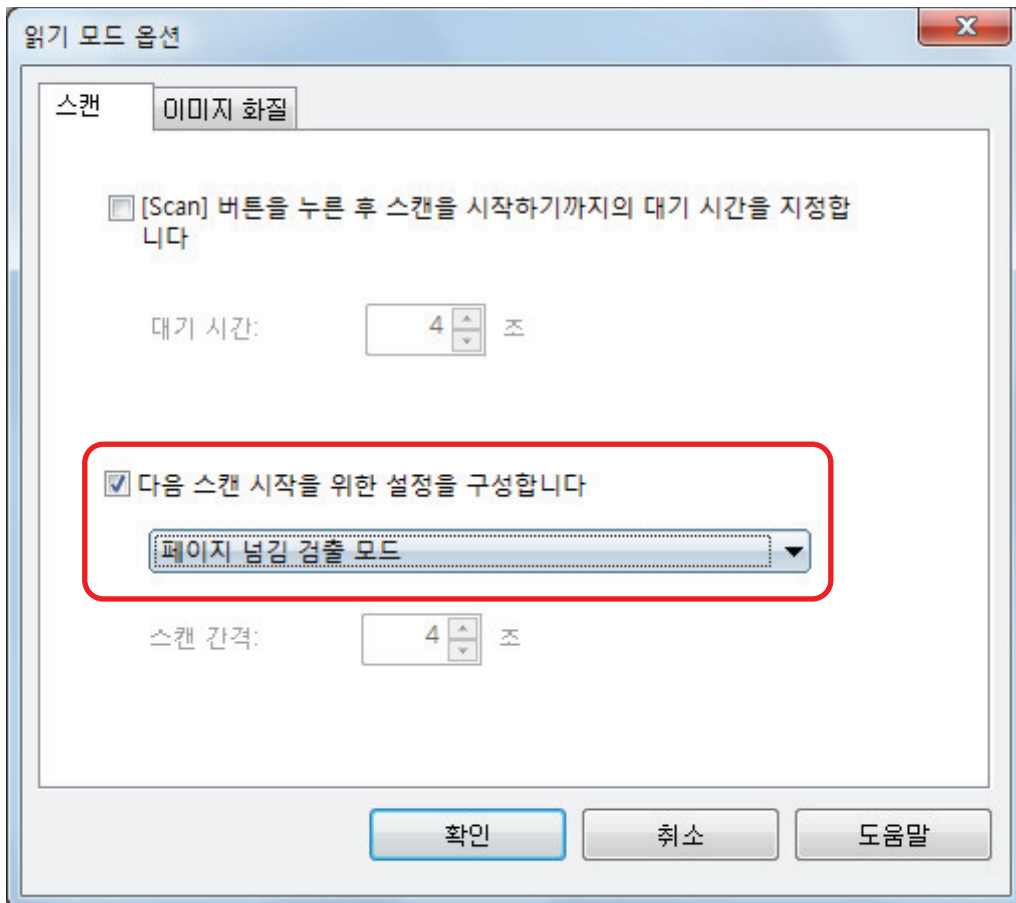 읽기 모드 옵션
스캔
이미지 화질
[Scan] 버튼을 누른 후 스캔을 시작하기까지의 대기 시간을 지정합
니다
대기 시간: 4 초
다음 스캔 시작을 위한 설정을 구성합니다
페이지 넘김 검출 모드
스캔 간격: 4 초
확인 취소 도움말